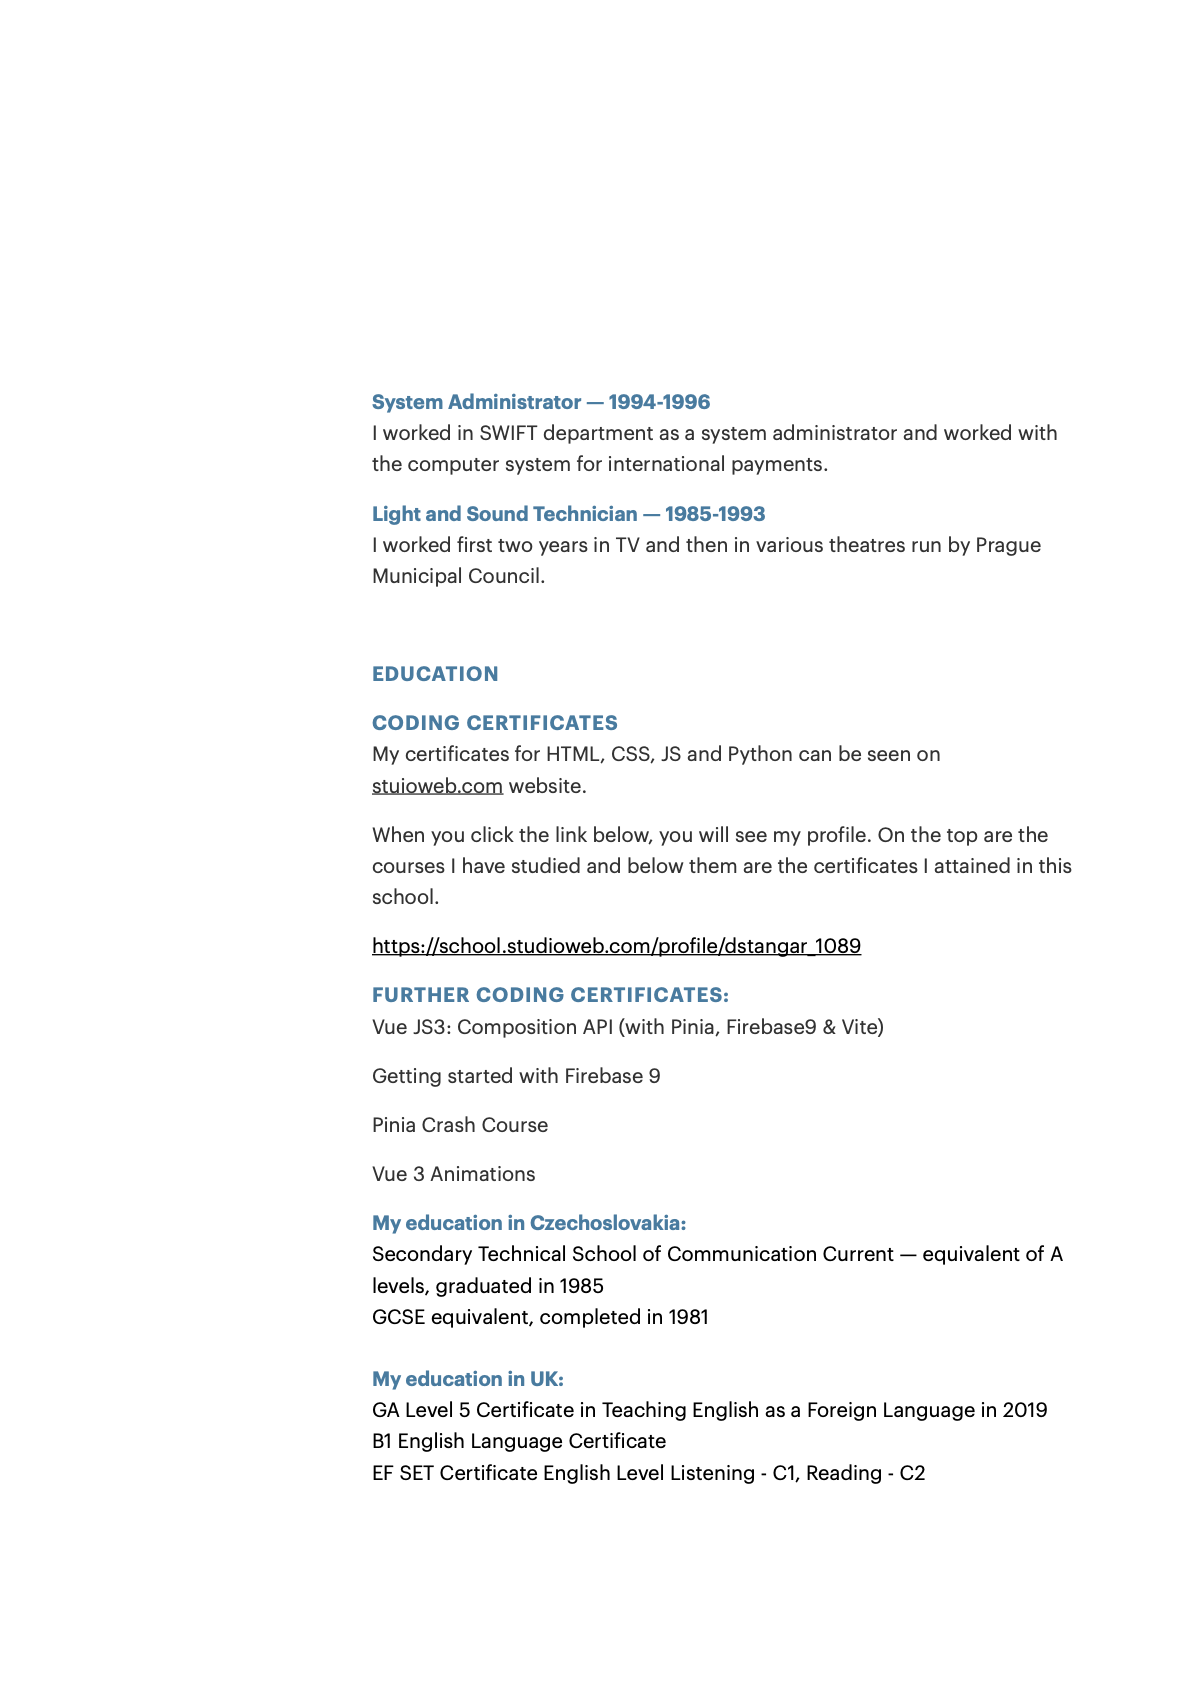 System Administrator — 1994-1996
I worked in SWIFT department as a system administrator and worked with
the computer system for international payments.
Light and Sound Technician — 1985-1993
I worked first two years in TV and then in various theatres run by Prague
Municipal Council.
EDUCATION
CODING CERTIFICATES
My certificates for HTML, CSS, JS and Python can be seen on
stuioweb.com website.
When you click the link below, you will see my profile. On the top are the
courses I have studied and below them are the certificates I attained in this
school.
https://school.studioweb.com/profile/dstangar_1089
FURTHER CODING CERTIFICATES:
Vue JS3: Composition API (with Pinia, Firebase9 & Vite)
Getting started with Firebase 9
Pinia Crash Course
Vue 3 Animations
My education in Czechoslovakia:
Secondary Technical School of Communication Current — equivalent of A
levels, graduated in 1985
GCSE equivalent, completed in 1981
My education in UK:
GA Level 5 Certificate in Teaching English as a Foreign Language in 2019
B1 English Language Certificate
EF SET Certificate English Level Listening - C1, Reading - C2